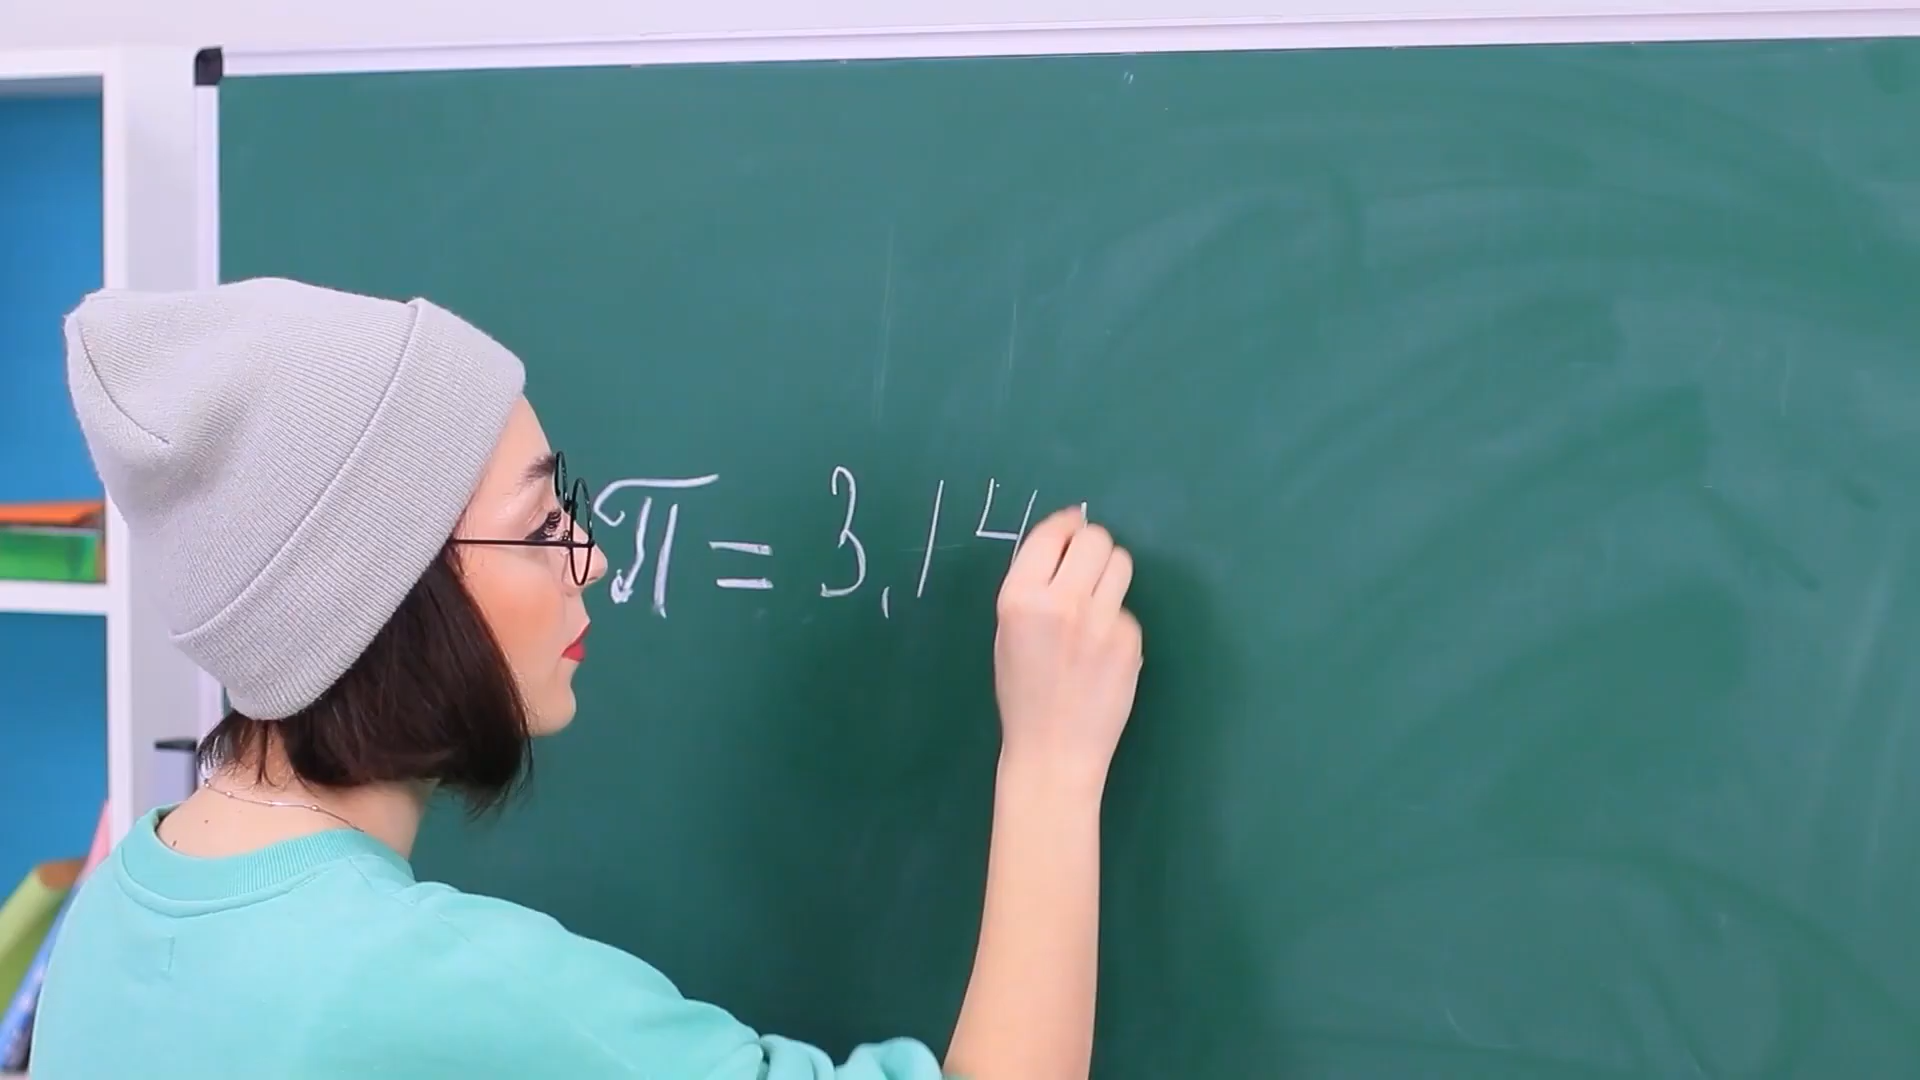 π = 3,14